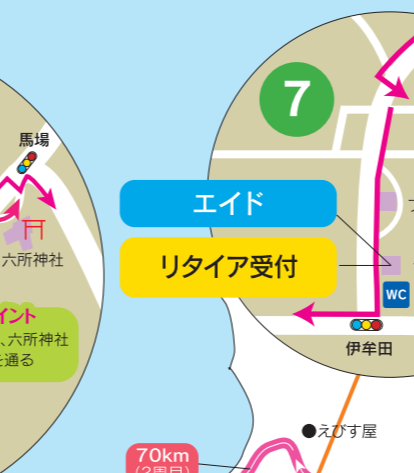 馬場
六所神社
イント
、六所神社
を通る
7
エイド
リタイア受付
WC
伊牟田
●えびす屋
70km
(2周目)